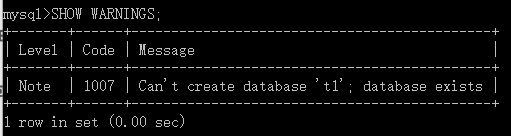 mysql>SHOW WARNINGS;
+-------+------+---------------------------------------------+
| Level | Code | Message                                     |
+-------+------+---------------------------------------------+
| Note  | 1007 | Can't create database 't1'; database exists |
+-------+------+---------------------------------------------+
1 row in set (0.00 sec)